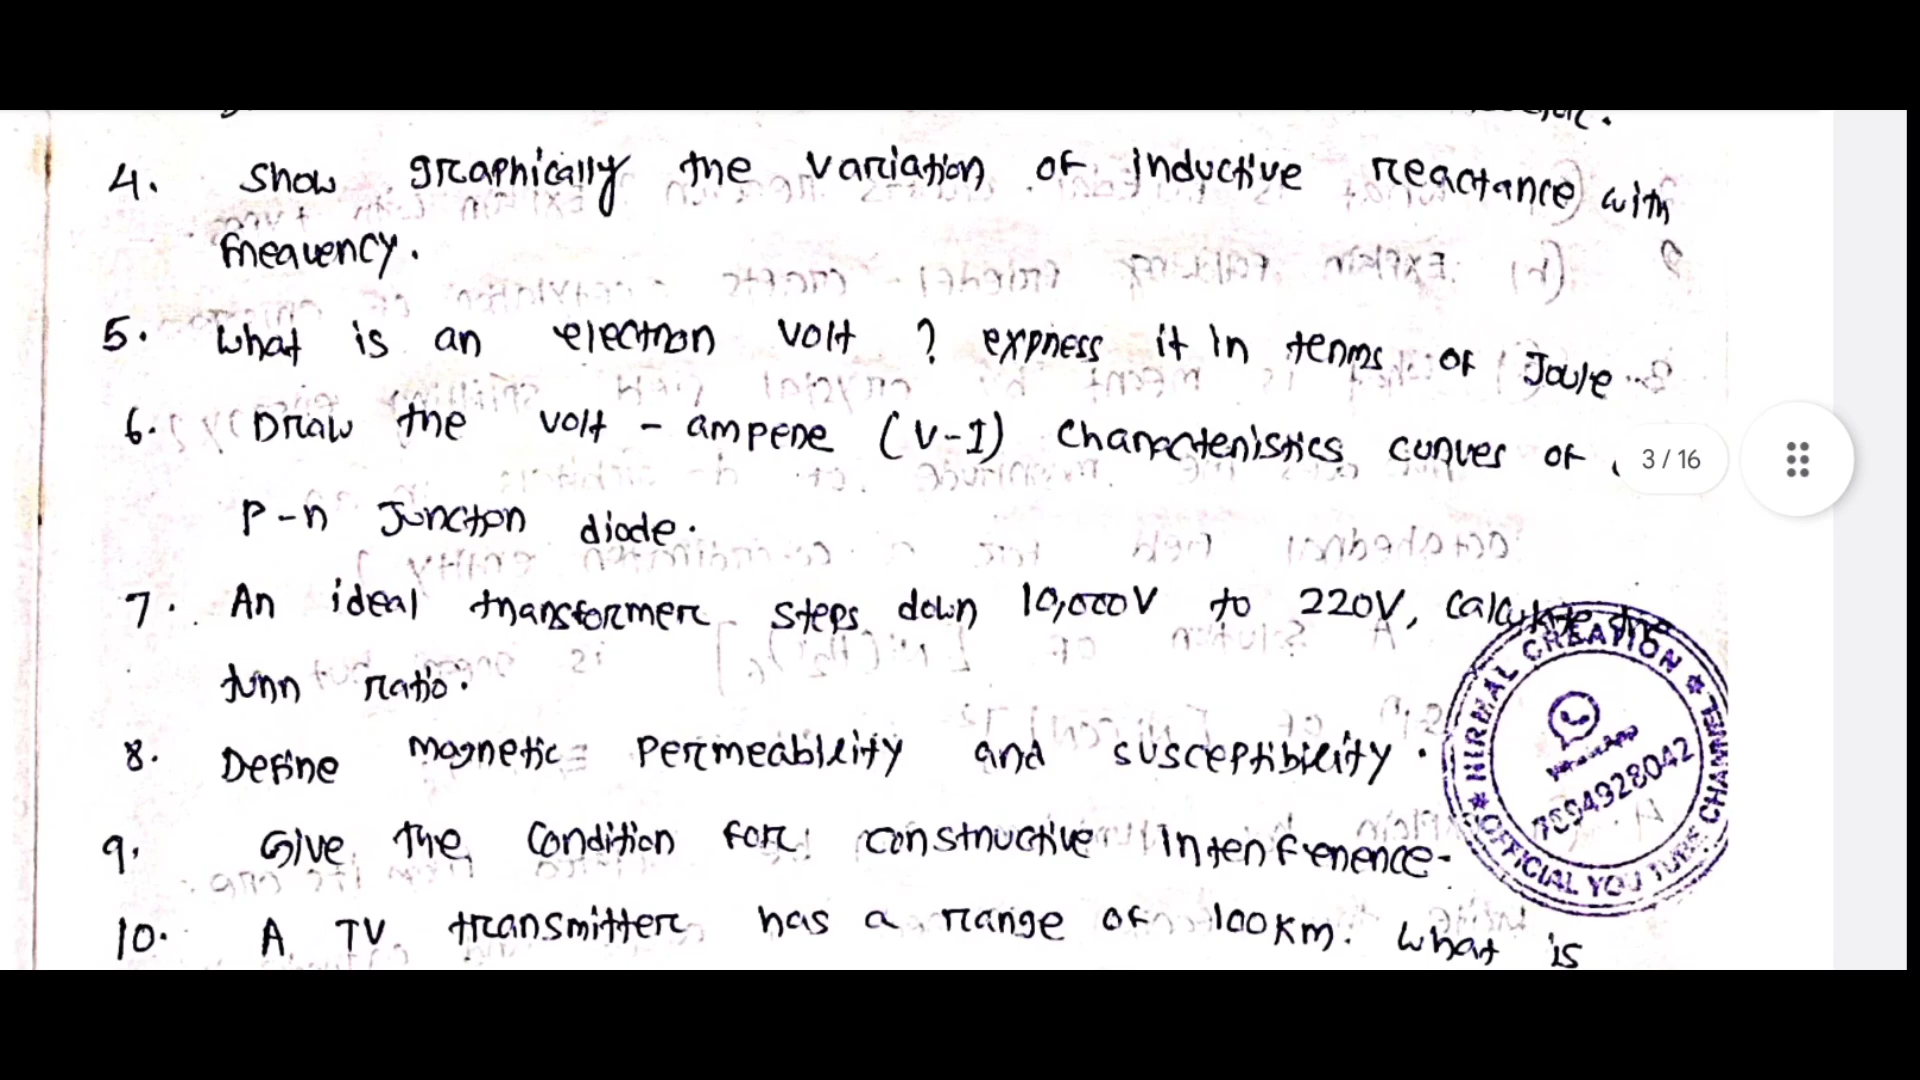 4. Show graphically the variation of inductive reactance with
frequency.
5. What is an electron volt ? express it in terms of Joule
6. Draw the volt - ampere (V-I) Characteristics curves of
P-n Junction diode.
7. An ideal transformer steps down 10,000V to 220V, calculate the
turn ratio.
8. Define magnetic permeability and susceptibility.
9. Give the Condition for constructive interference.
10. A TV transmitter has a range of 100km. What is
3 / 16
NIRMAL CREATION
WhatsApp
OFFICIAL YOU TUBE CHANNEL